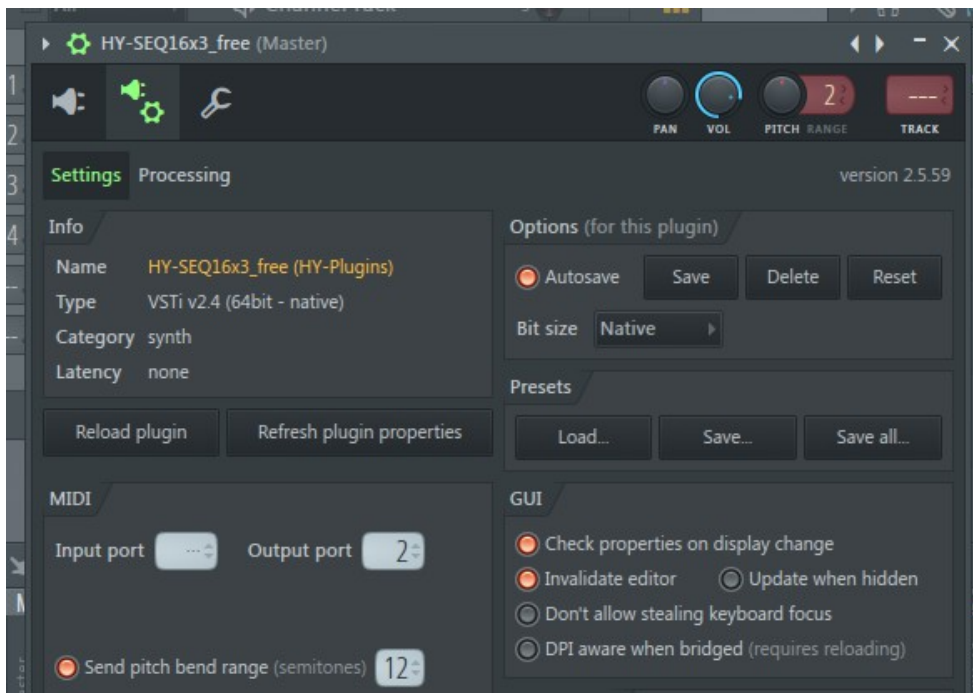 HY-SEQ16x3_free (Master)
PAN VOL PITCH RANGE 2 --- TRACK
Settings Processing version 2.5.59
Info
Name HY-SEQ16x3_free (HY-Plugins)
Type VSTi v2.4 (64bit - native)
Category synth
Latency none
Reload plugin Refresh plugin properties
Options (for this plugin)
Autosave Save Delete Reset
Bit size Native
Presets
Load... Save... Save all...
MIDI
Input port --- Output port 2
Send pitch bend range (semitones) 12
GUI
Check properties on display change
Invalidate editor Update when hidden
Don't allow stealing keyboard focus
DPI aware when bridged (requires reloading)
1
2
3
4